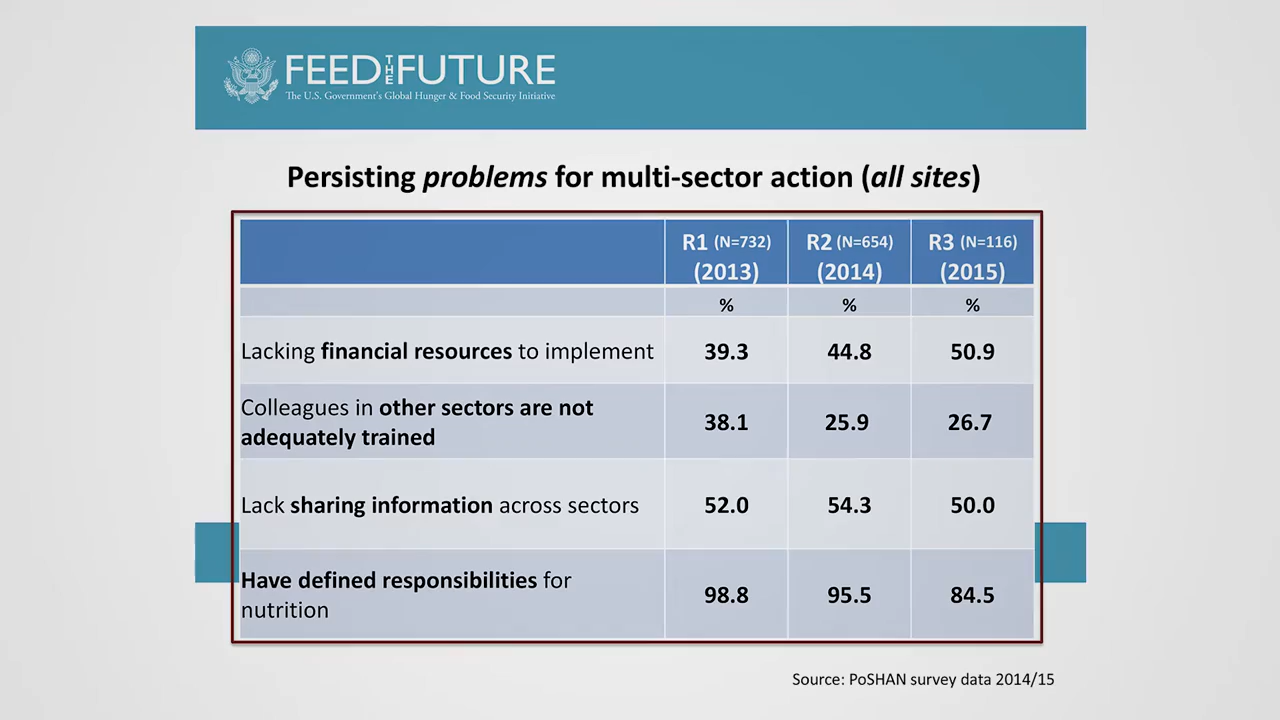 FEED THE FUTURE
The U.S. Government's Global Hunger & Food Security Initiative
Persisting problems for multi-sector action (all sites)
R1 (N=732) R2 (N=654) R3 (N=116)
(2013) (2014) (2015)
% % %
Lacking financial resources to implement 39.3 44.8 50.9
Colleagues in other sectors are not
adequately trained 38.1 25.9 26.7
Lack sharing information across sectors 52.0 54.3 50.0
Have defined responsibilities for
nutrition 98.8 95.5 84.5
Source: PoSHAN survey data 2014/15